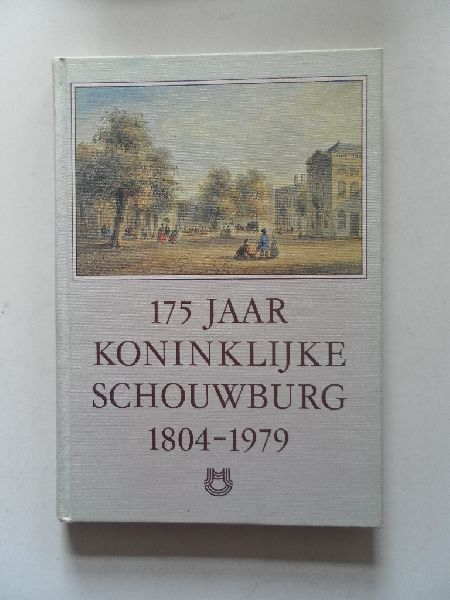 175 JAAR
KONINKLIJKE
SCHOUWBURG
1804-1979